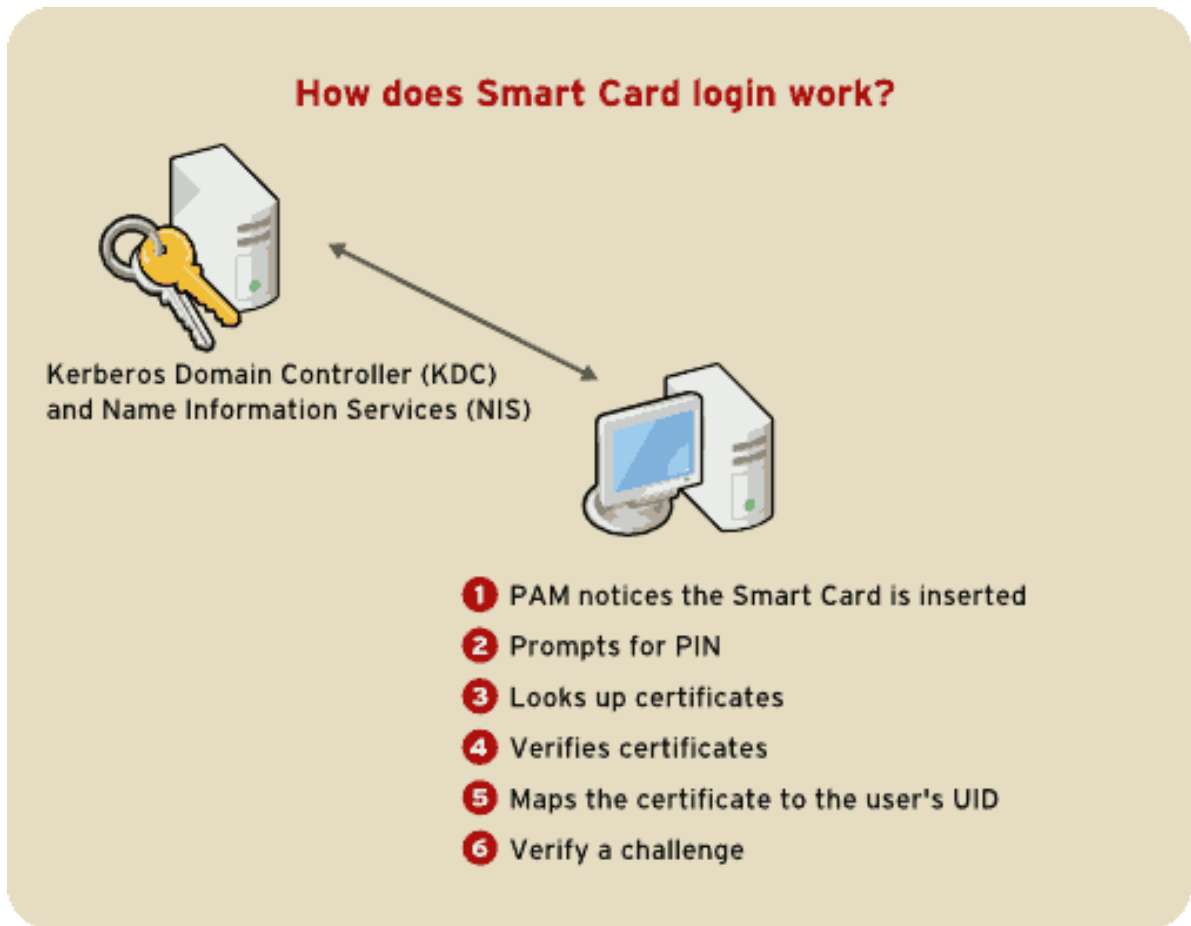 How does Smart Card login work?
Kerberos Domain Controller (KDC)
and Name Information Services (NIS)
1 PAM notices the Smart Card is inserted
2 Prompts for PIN
3 Looks up certificates
4 Verifies certificates
5 Maps the certificate to the user's UID
6 Verify a challenge